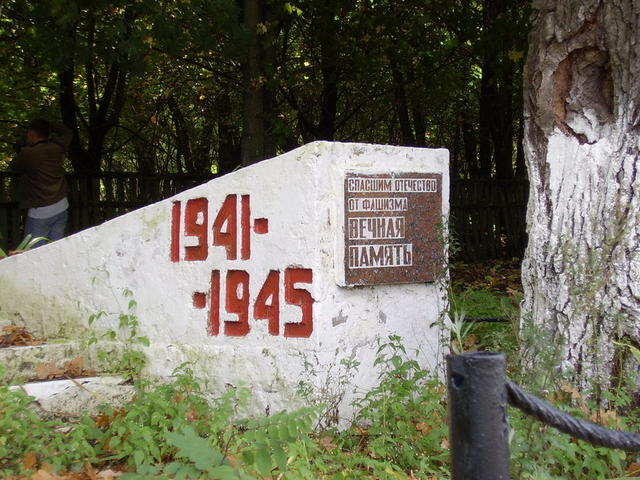 1941-
-1945
СПАСШИМ ОТЕЧЕСТВО
ОТ ФАШИЗМА
ВЕЧНАЯ
ПАМЯТЬ